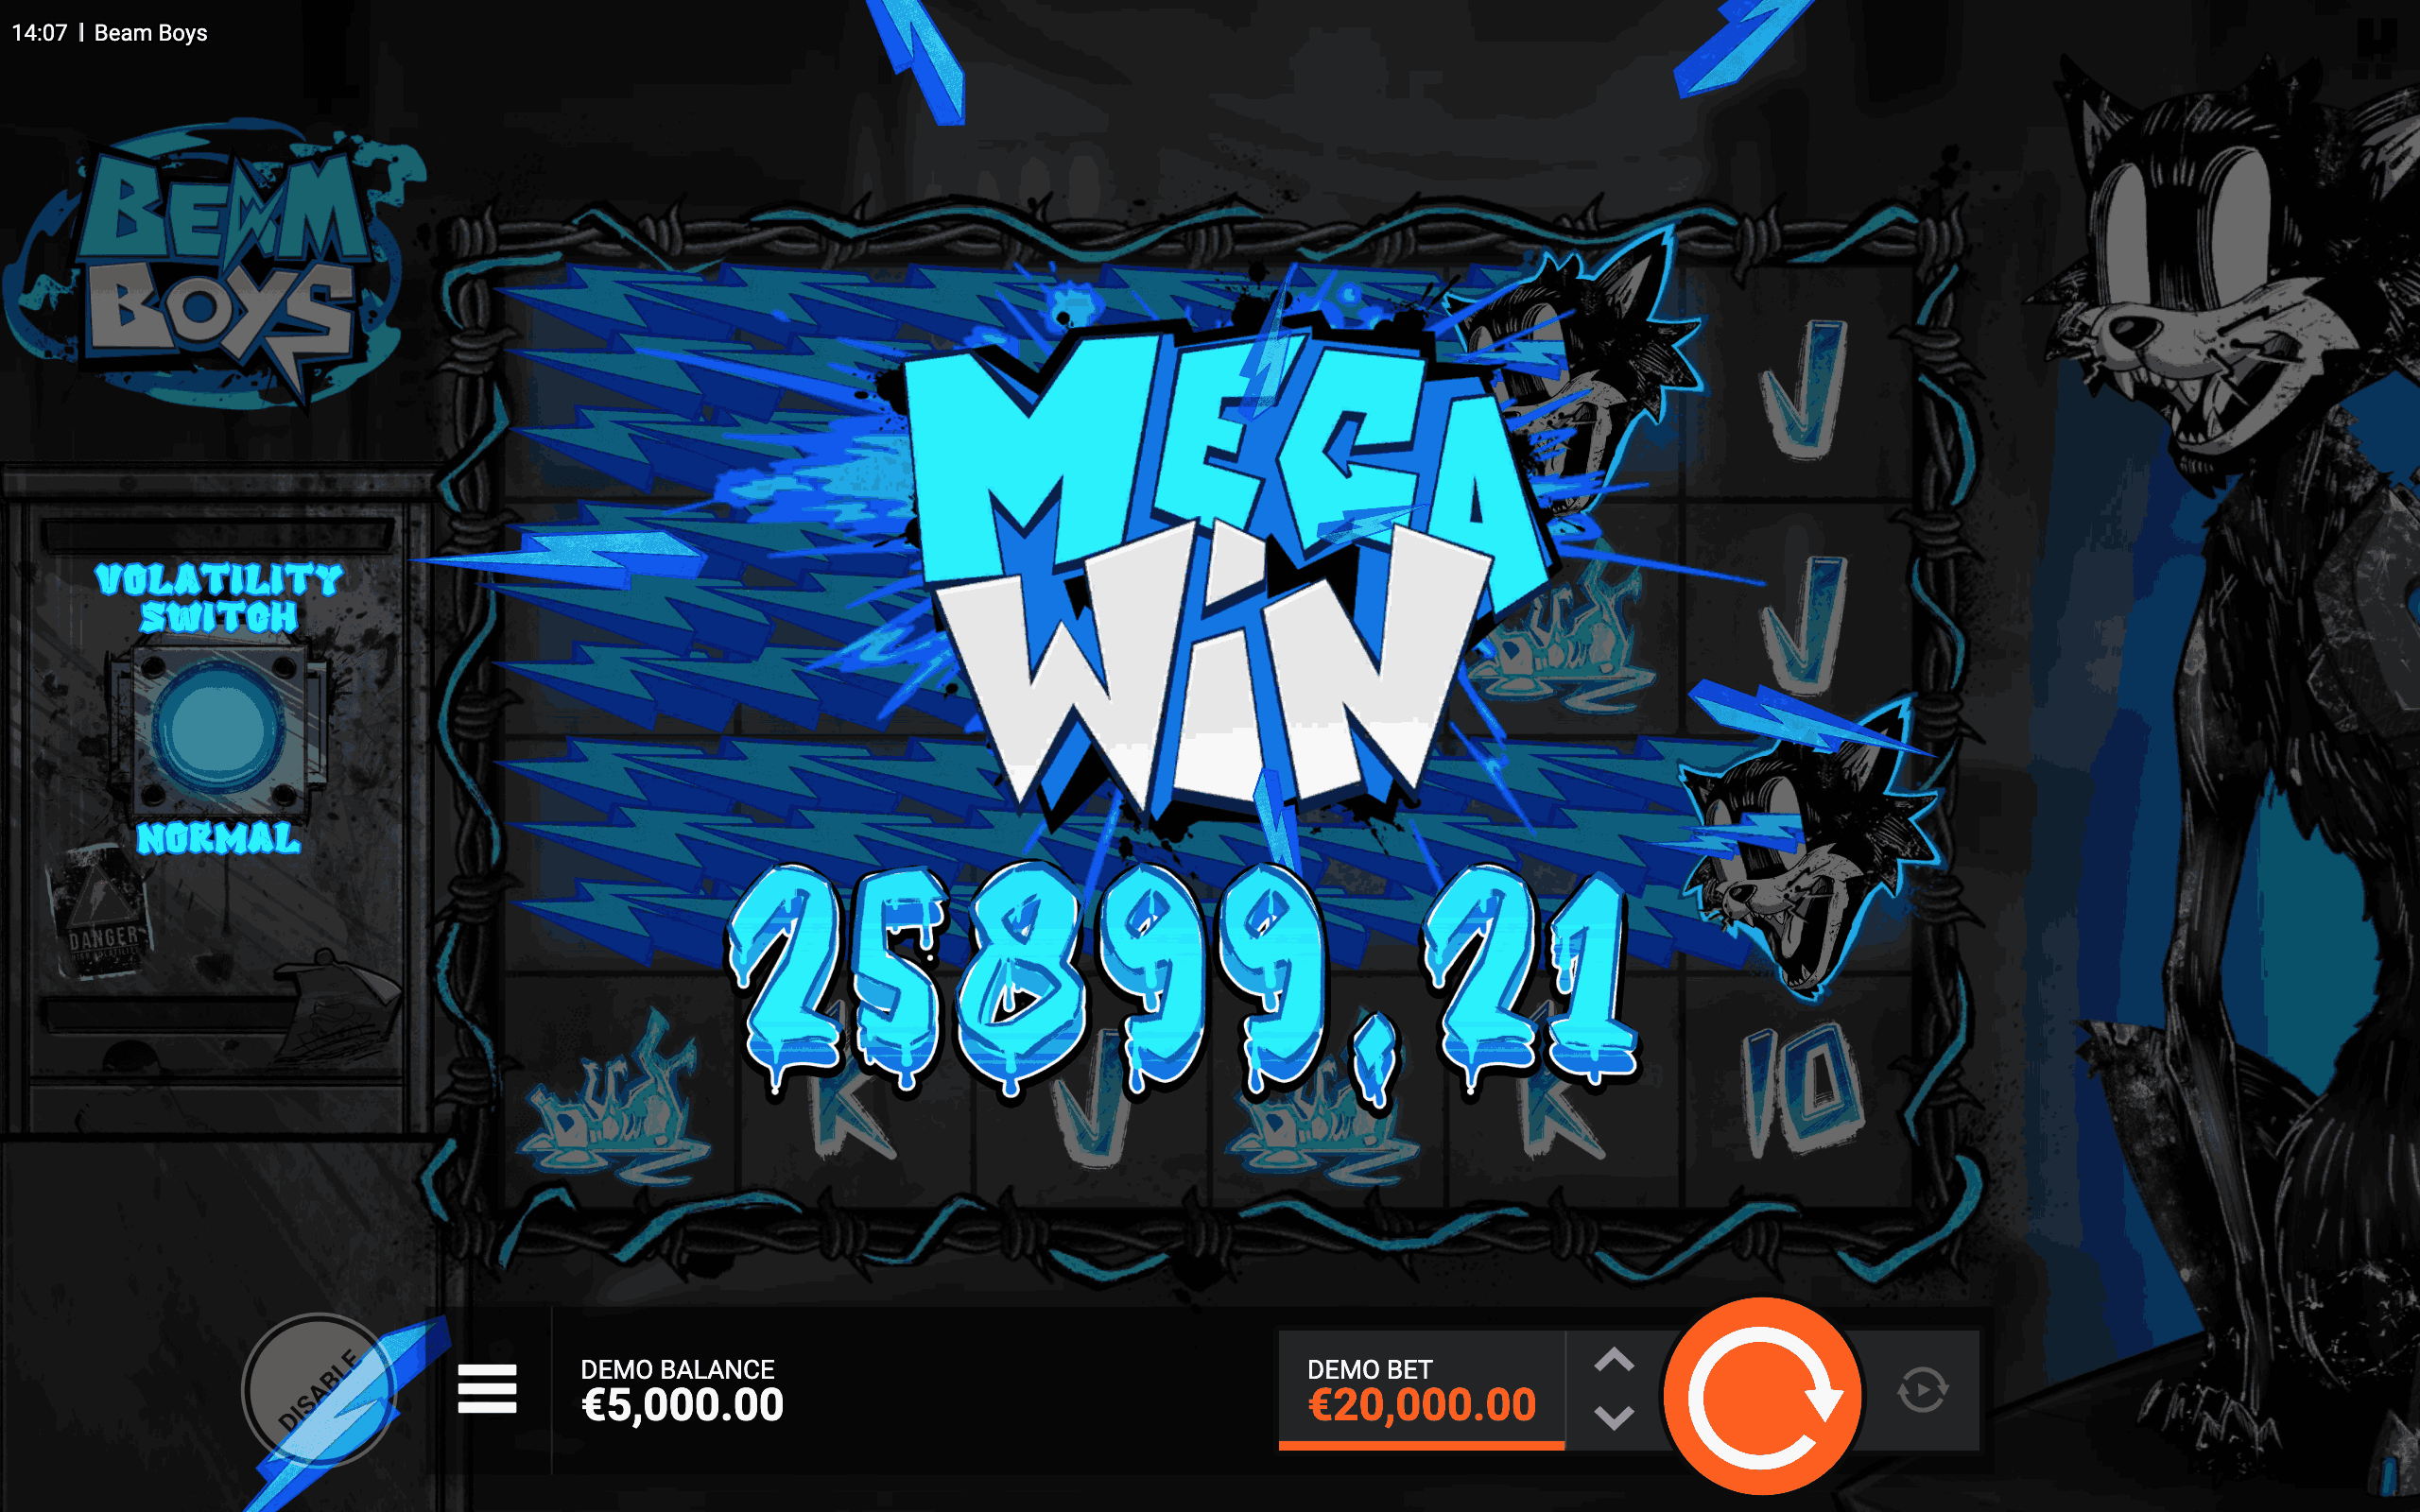 14:07 | Beam Boys
BEAM
BOYS
J
MEGA
WiN
VOLATILITY
SWITCH
J
NORMAL
DANGER
25899.21
K J K 10
DISABLE
DEMO BALANCE
€5,000.00
DEMO BET
€20,000.00